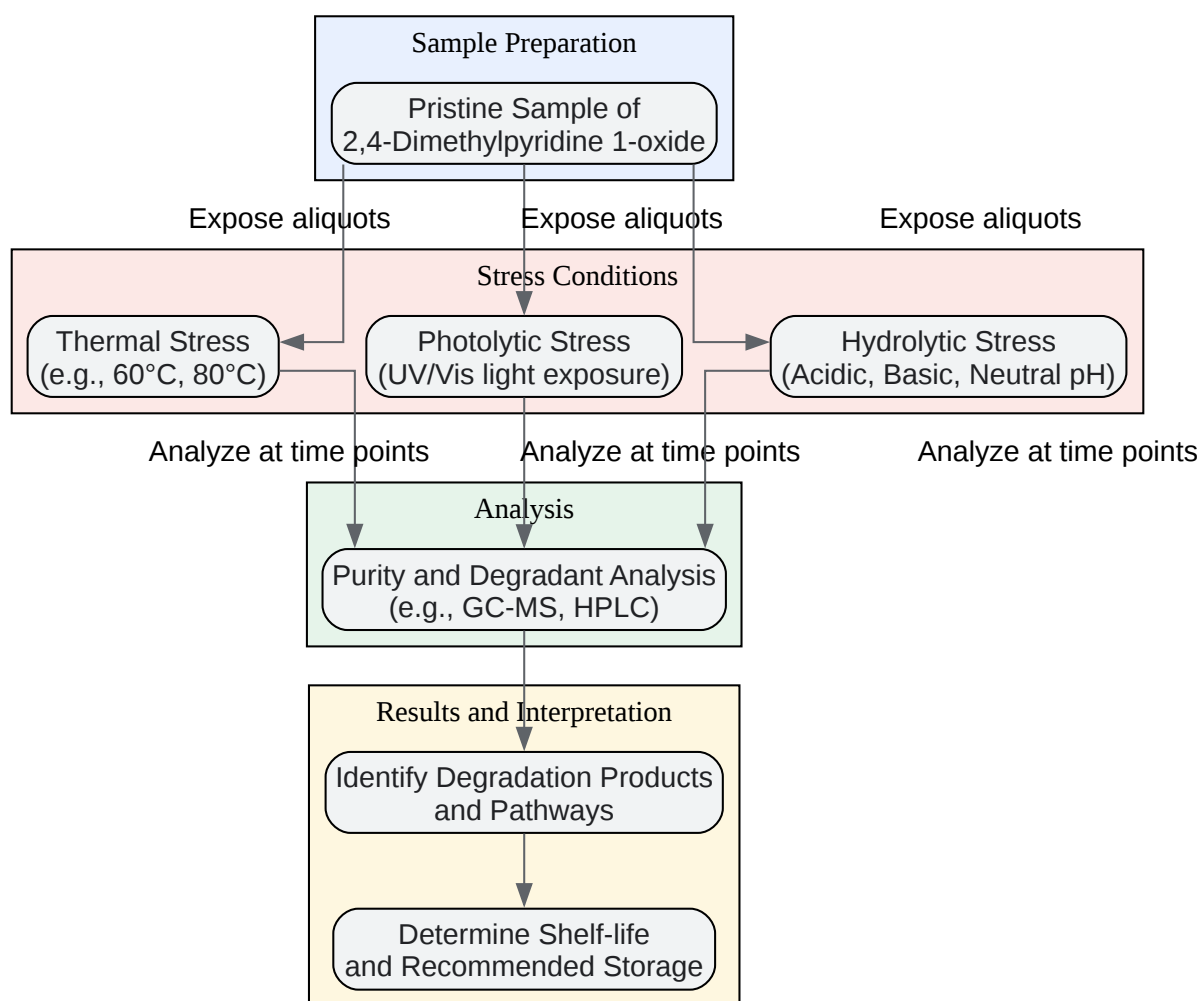 Sample Preparation
Pristine Sample of
2,4-Dimethylpyridine 1-oxide
Expose aliquots
Expose aliquots
Expose aliquots
Stress Conditions
Thermal Stress
(e.g., 60°C, 80°C)
Photolytic Stress
(UV/Vis light exposure)
Hydrolytic Stress
(Acidic, Basic, Neutral pH)
Analyze at time points
Analyze at time points
Analyze at time points
Analysis
Purity and Degradant Analysis
(e.g., GC-MS, HPLC)
Results and Interpretation
Identify Degradation Products
and Pathways
Determine Shelf-life
and Recommended Storage